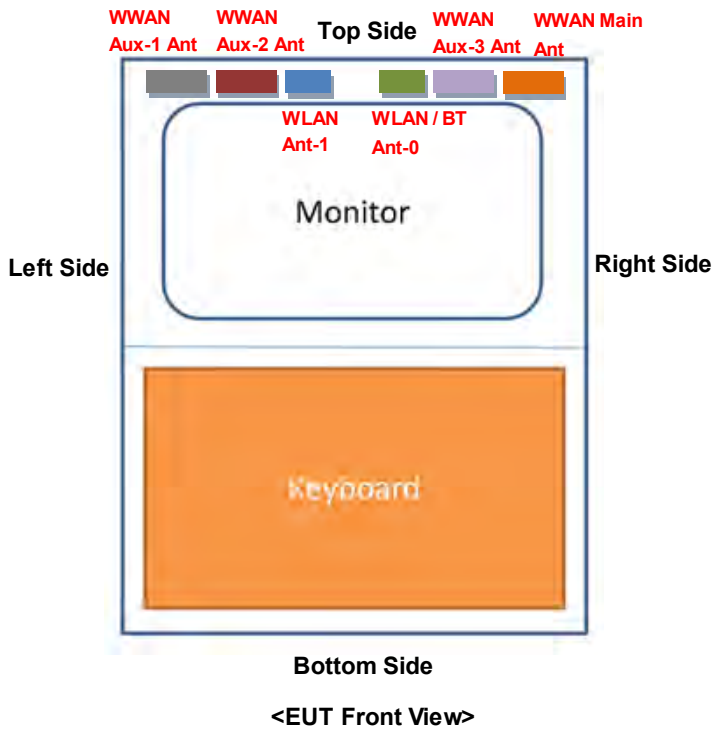 WWAN
Aux-1 Ant
WWAN
Aux-2 Ant
Top Side
WWAN
Aux-3 Ant
WWAN Main
Ant
WLAN
Ant-1
WLAN / BT
Ant-0
Monitor
Left Side
Right Side
Keyboard
Bottom Side
<EUT Front View>